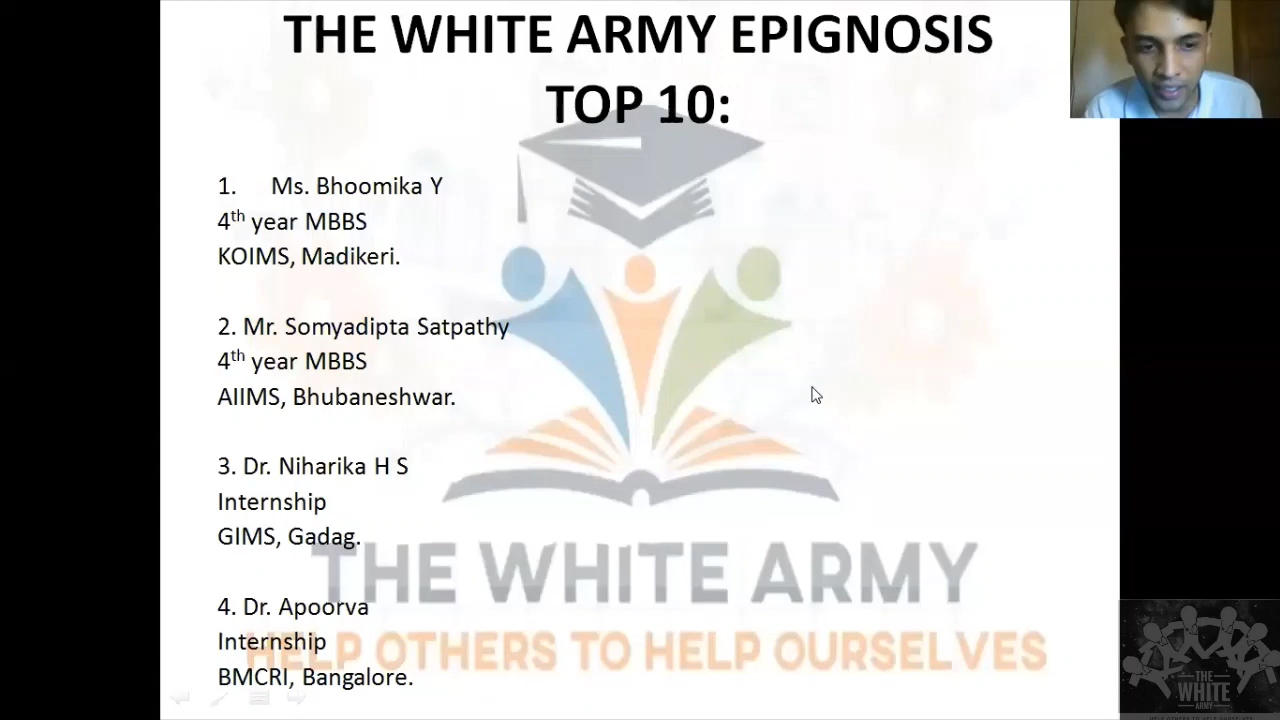 THE WHITE ARMY EPIGNOSIS
TOP 10:
1. Ms. Bhoomika Y
4th year MBBS
KOIMS, Madikeri.
2. Mr. Somyadipta Satpathy
4th year MBBS
AIIMS, Bhubaneshwar.
3. Dr. Niharika H S
Internship
GIMS, Gadag.
4. Dr. Apoorva
Internship
BMCRI, Bangalore.
THE WHITE ARMY
HELP OTHERS TO HELP OURSELVES
THE
WHITE
ARMY